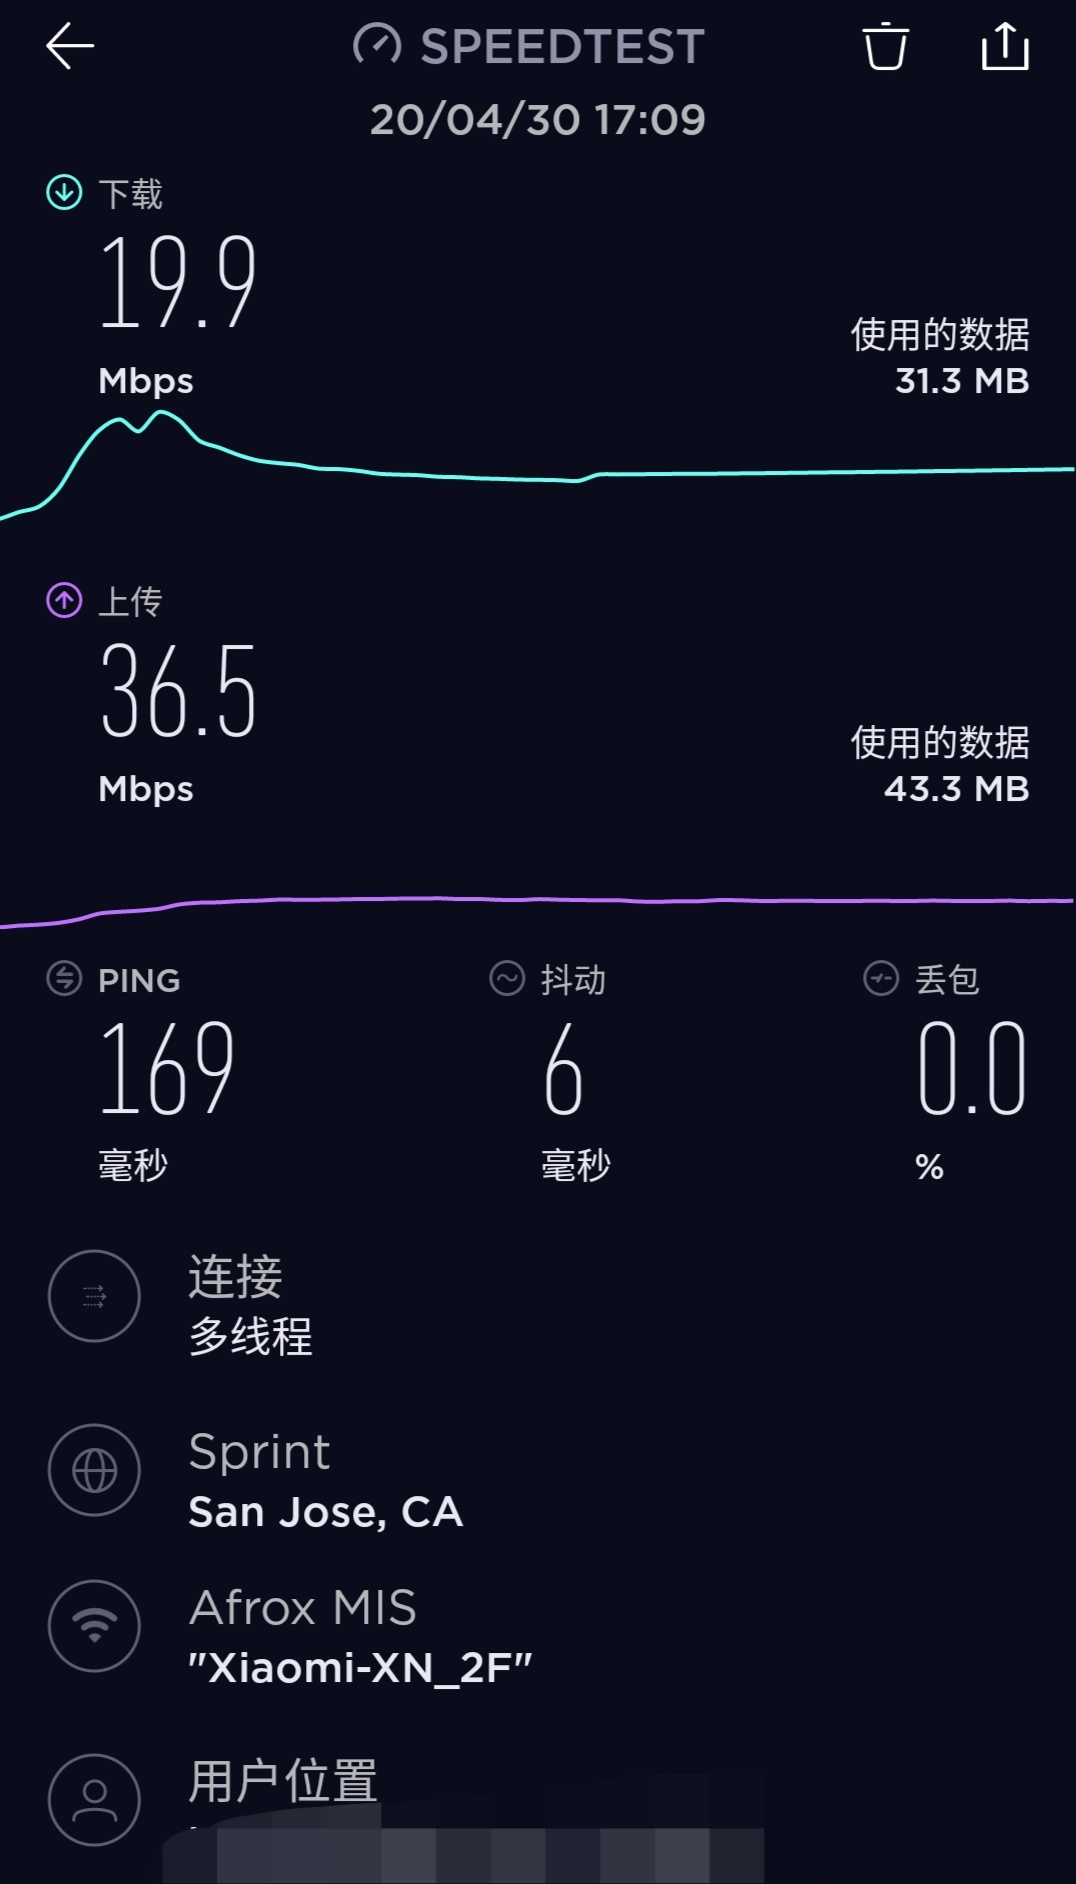 SPEEDTEST
20/04/30 17:09
下载
19.9
Mbps
使用的数据
31.3 MB
上传
36.5
Mbps
使用的数据
43.3 MB
PING
169
毫秒
抖动
6
毫秒
丢包
0.0
%
连接
多线程
Sprint
San Jose, CA
Afrox MIS
"Xiaomi-XN_2F"
用户位置